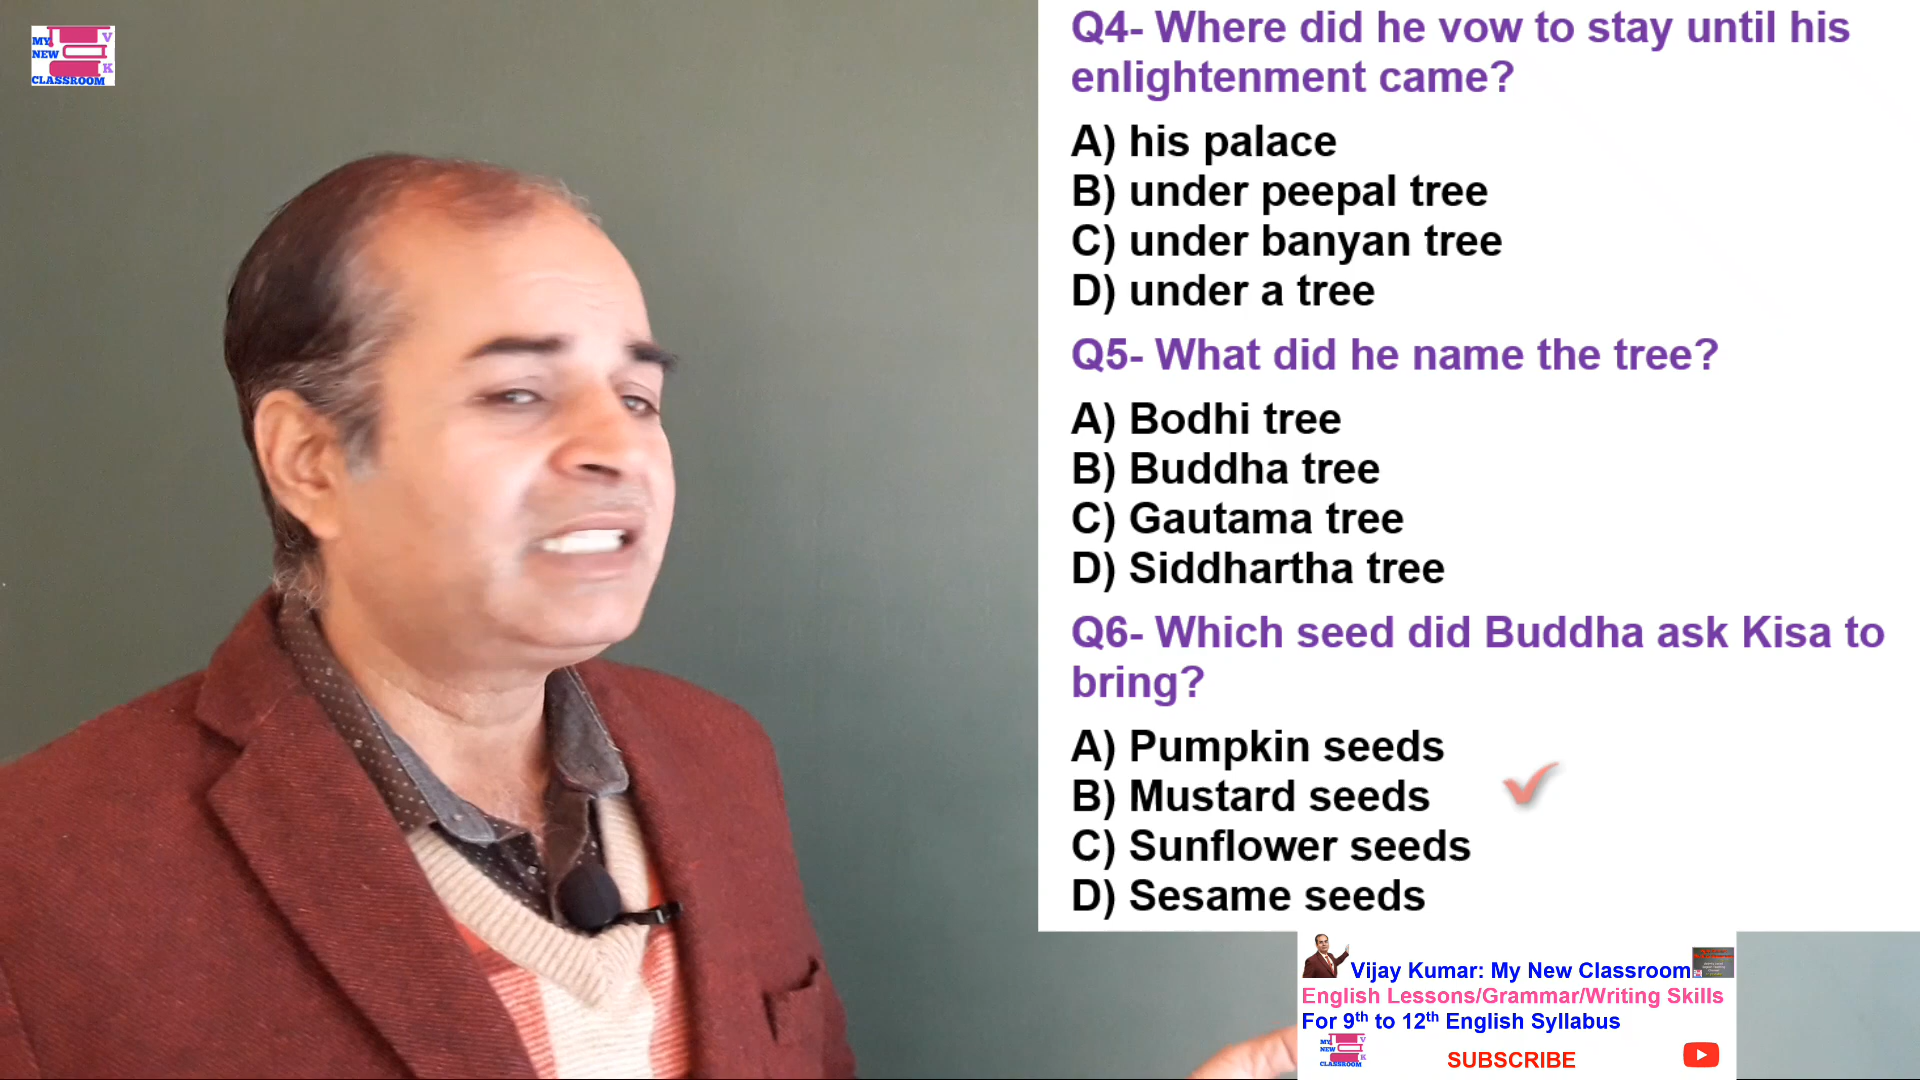 MY
NEW
CLASSROOM
V
K
Q4- Where did he vow to stay until his
enlightenment came?
A) his palace
B) under peepal tree
C) under banyan tree
D) under a tree
Q5- What did he name the tree?
A) Bodhi tree
B) Buddha tree
C) Gautama tree
D) Siddhartha tree
Q6- Which seed did Buddha ask Kisa to
bring?
A) Pumpkin seeds
B) Mustard seeds
C) Sunflower seeds
D) Sesame seeds
Vijay Kumar: My New Classroom
English Lessons/Grammar/Writing Skills
For 9th to 12th English Syllabus
MY
NEW
CLASSROOM
V
K
SUBSCRIBE